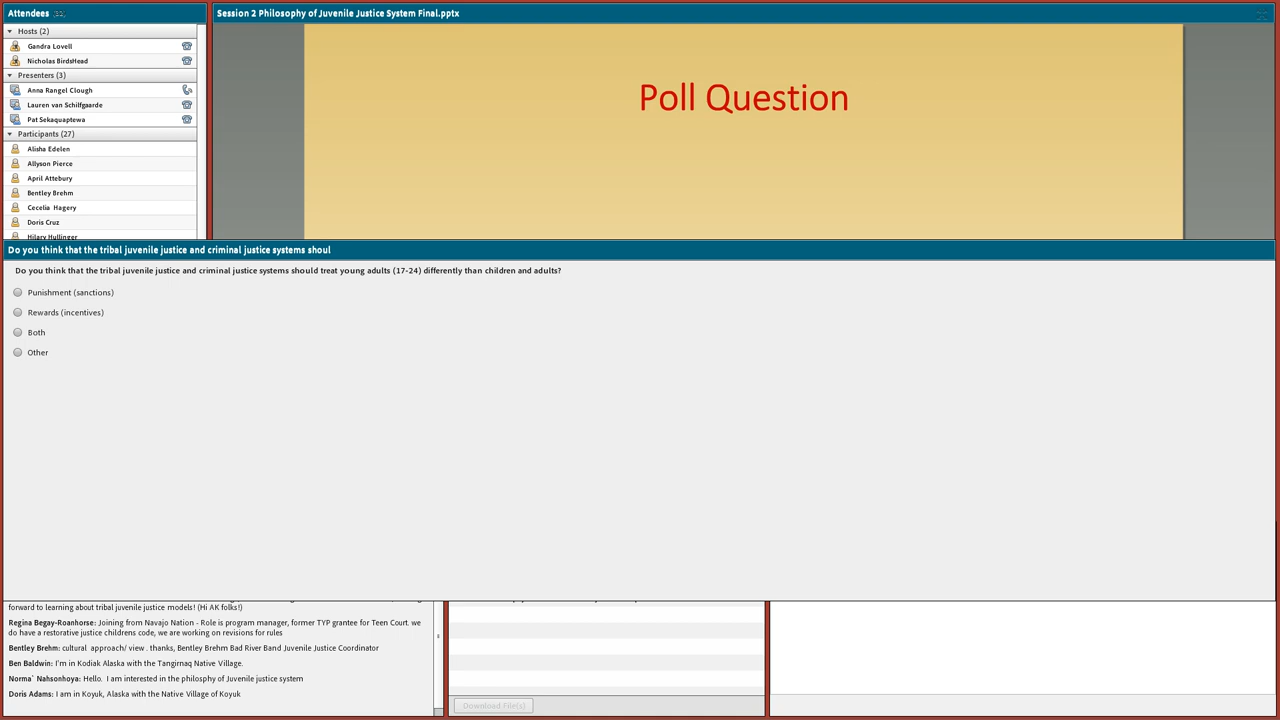 Attendees
Session 2 Philosophy of Juvenile Justice System Final.pptx
Hosts (2)
Gandra Lovell
Nicholas BirdsHead
Presenters (3)
Anna Rangel Clough
Lauren van Schilfgaarde
Pat Sekaquaptewa
Participants (27)
Alisha Edelen
Allyson Pierce
April Attebury
Bentley Brehm
Cecelia Hagery
Doris Cruz
Hilary Hullinger
Poll Question
Do you think that the tribal juvenile justice and criminal justice systems shoul
Do you think that the tribal juvenile justice and criminal justice systems should treat young adults (17-24) differently than children and adults?
Punishment (sanctions)
Rewards (incentives)
Both
Other
forward to learning about tribal juvenile justice models! (Hi AK folks!)
Regina Begay-Roanhorse: Joining from Navajo Nation - Role is program manager, former TYP grantee for Teen Court. we
do have a restorative justice childrens code, we are working on revisions for rules
Bentley Brehm: cultural approach/ view . thanks, Bentley Brehm Bad River Band Juvenile Justice Coordinator
Ben Baldwin: I'm in Kodiak Alaska with the Tangirnaq Native Village.
Norma` Nahsonhoya: Hello. I am interested in the philosphy of Juvenile justice system
Doris Adams: I am in Koyuk, Alaska with the Native Village of Koyuk
Download File(s)